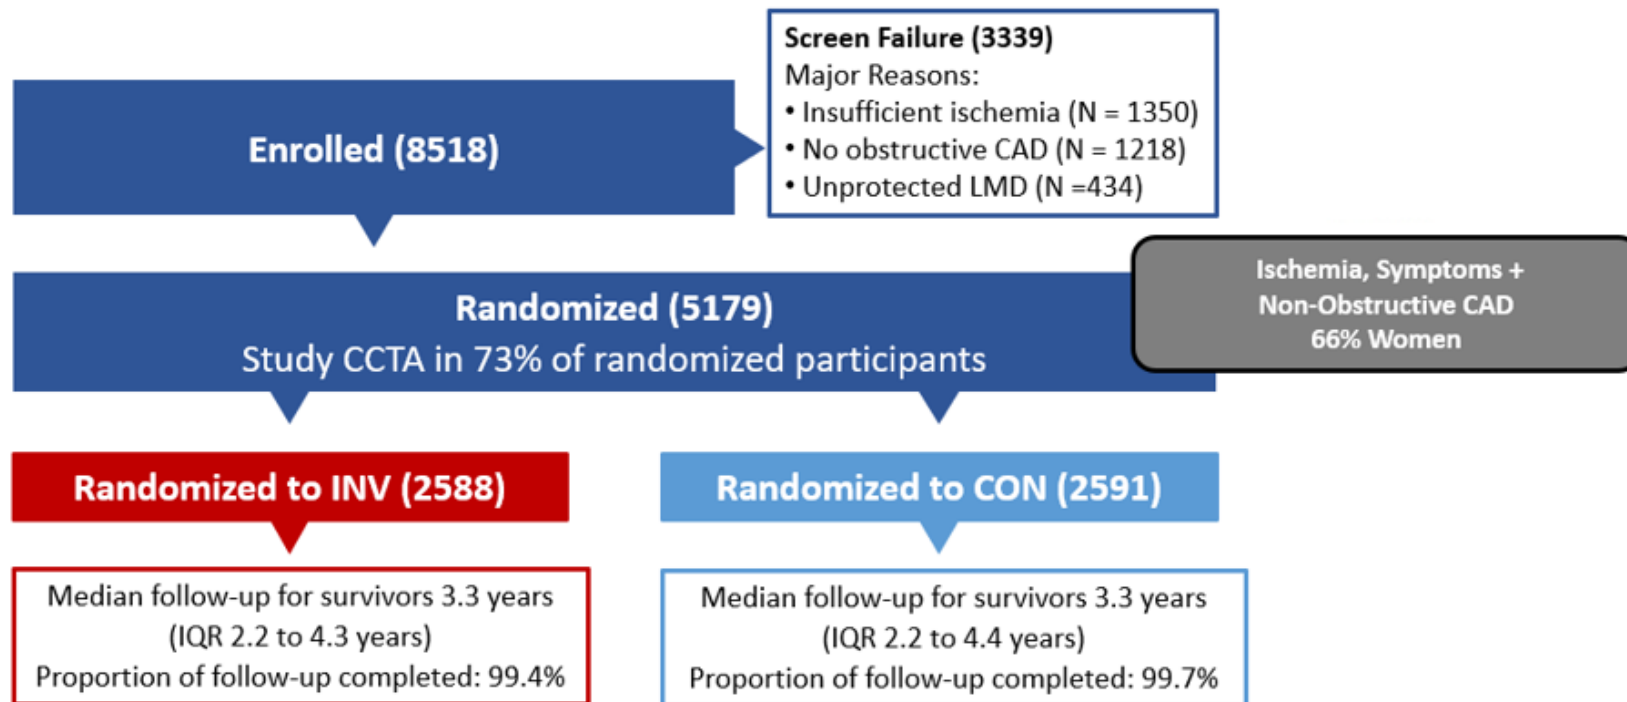 Enrolled (8518)
Screen Failure (3339)
Major Reasons:
• Insufficient ischemia (N = 1350)
• No obstructive CAD (N = 1218)
• Unprotected LMD (N =434)
Randomized (5179)
Study CCTA in 73% of randomized participants
Ischemia, Symptoms +
Non-Obstructive CAD
66% Women
Randomized to INV (2588)
Randomized to CON (2591)
Median follow-up for survivors 3.3 years
(IQR 2.2 to 4.3 years)
Proportion of follow-up completed: 99.4%
Median follow-up for survivors 3.3 years
(IQR 2.2 to 4.4 years)
Proportion of follow-up completed: 99.7%